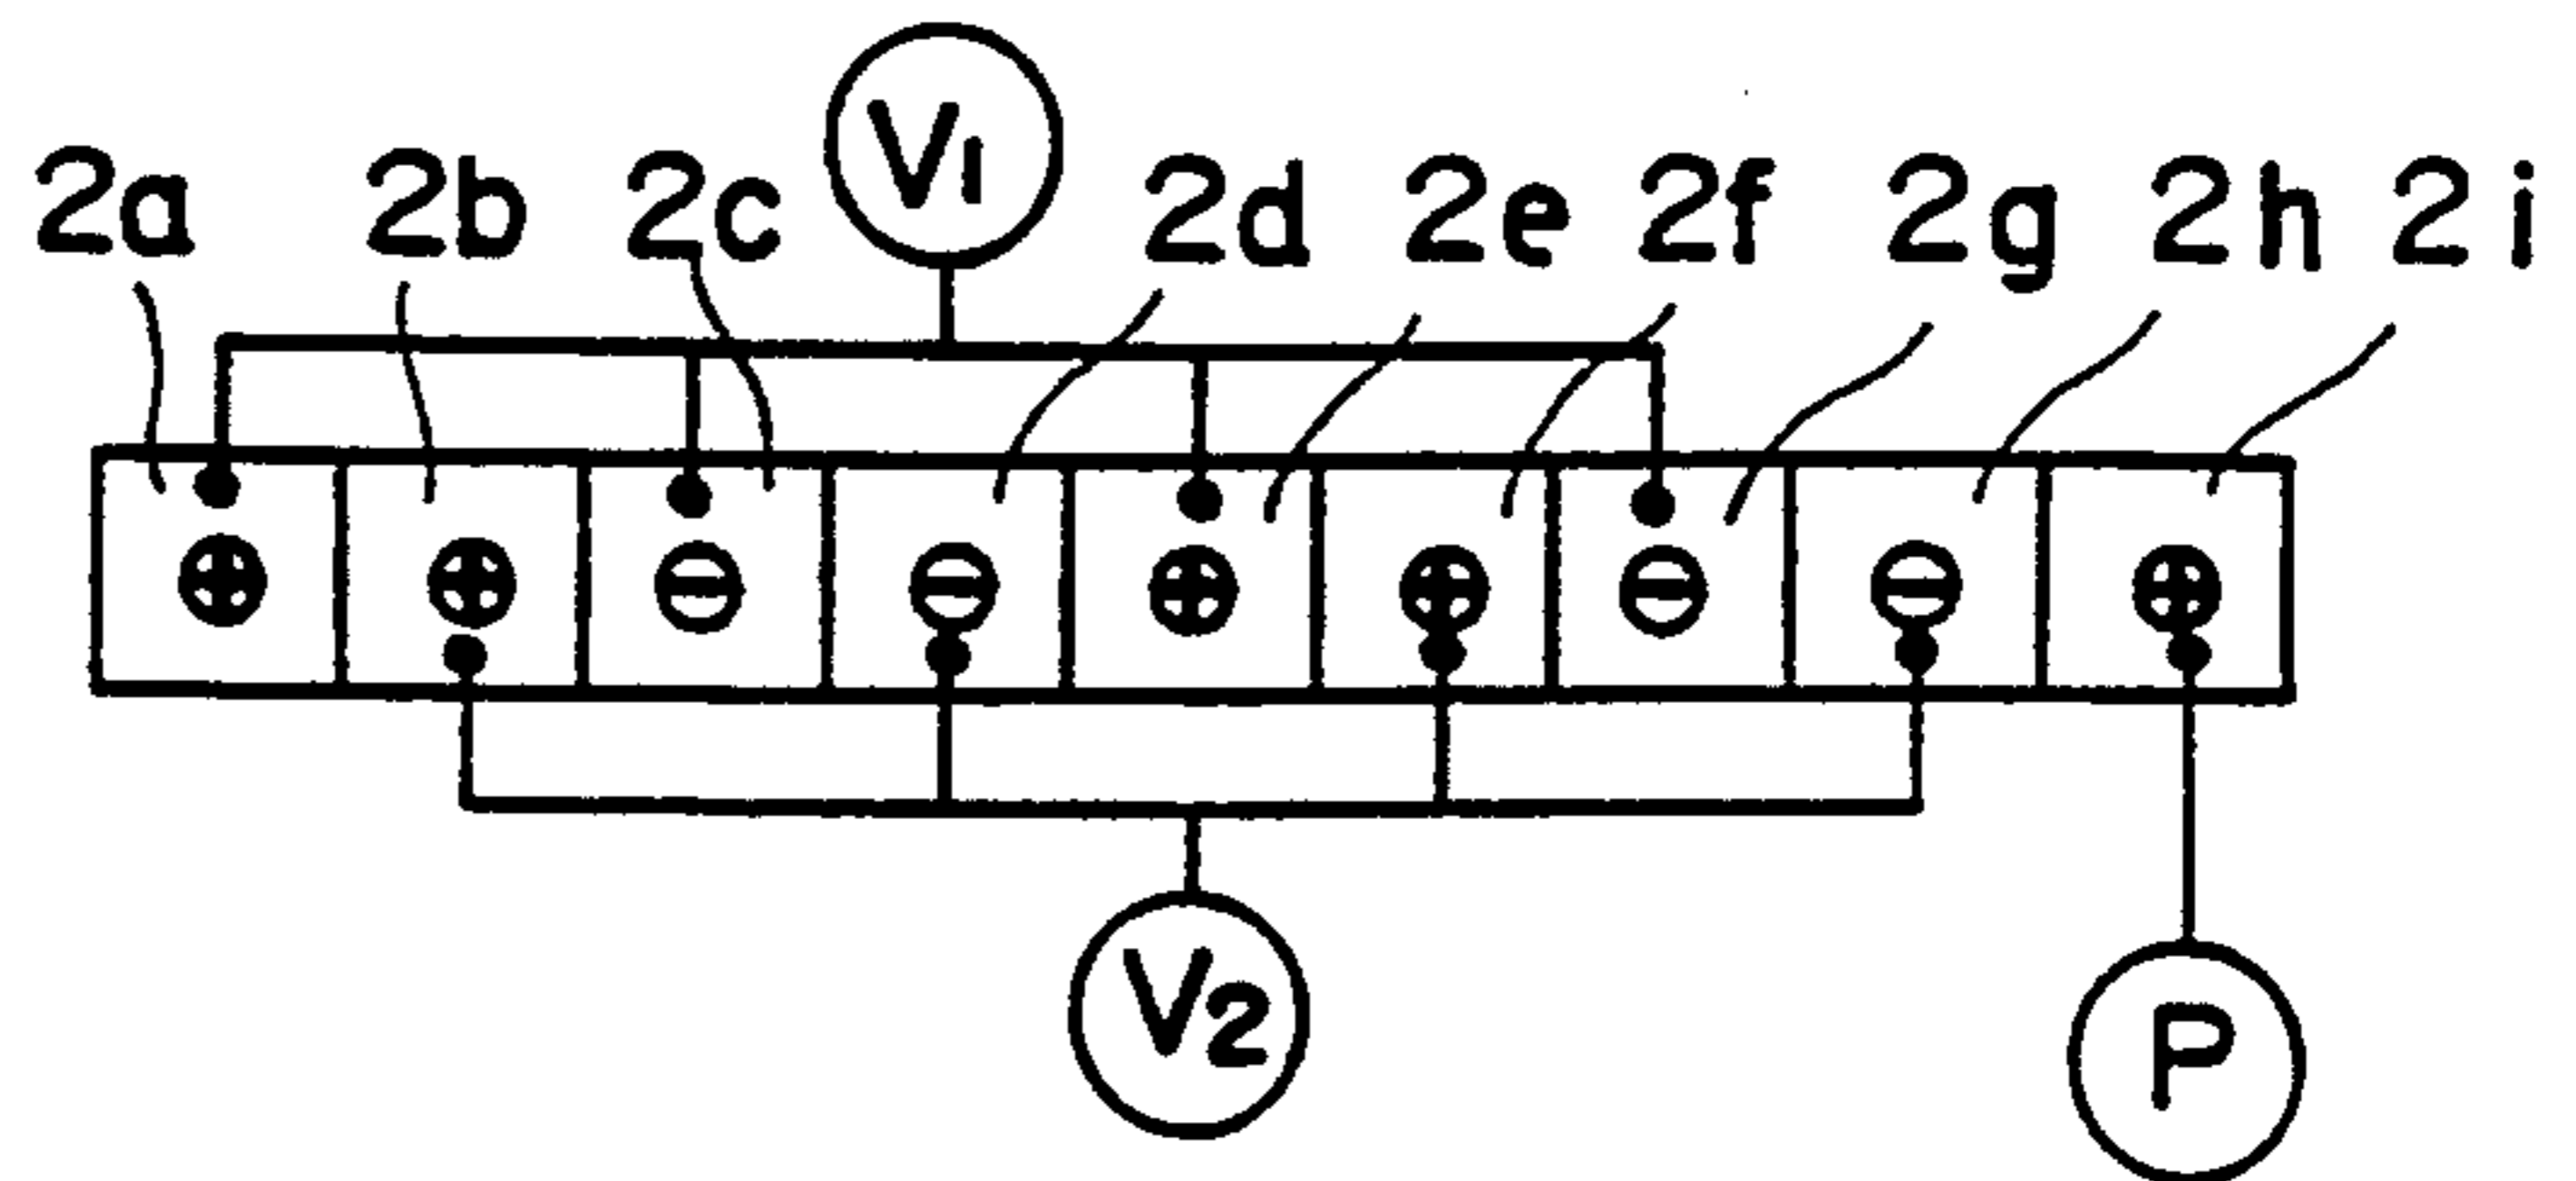 V1
2a 2b 2c 2d 2e 2f 2g 2h 2i
⊕ ⊕ ⊖ ⊖ ⊕ ⊕ ⊖ ⊖ ⊕
V2
P